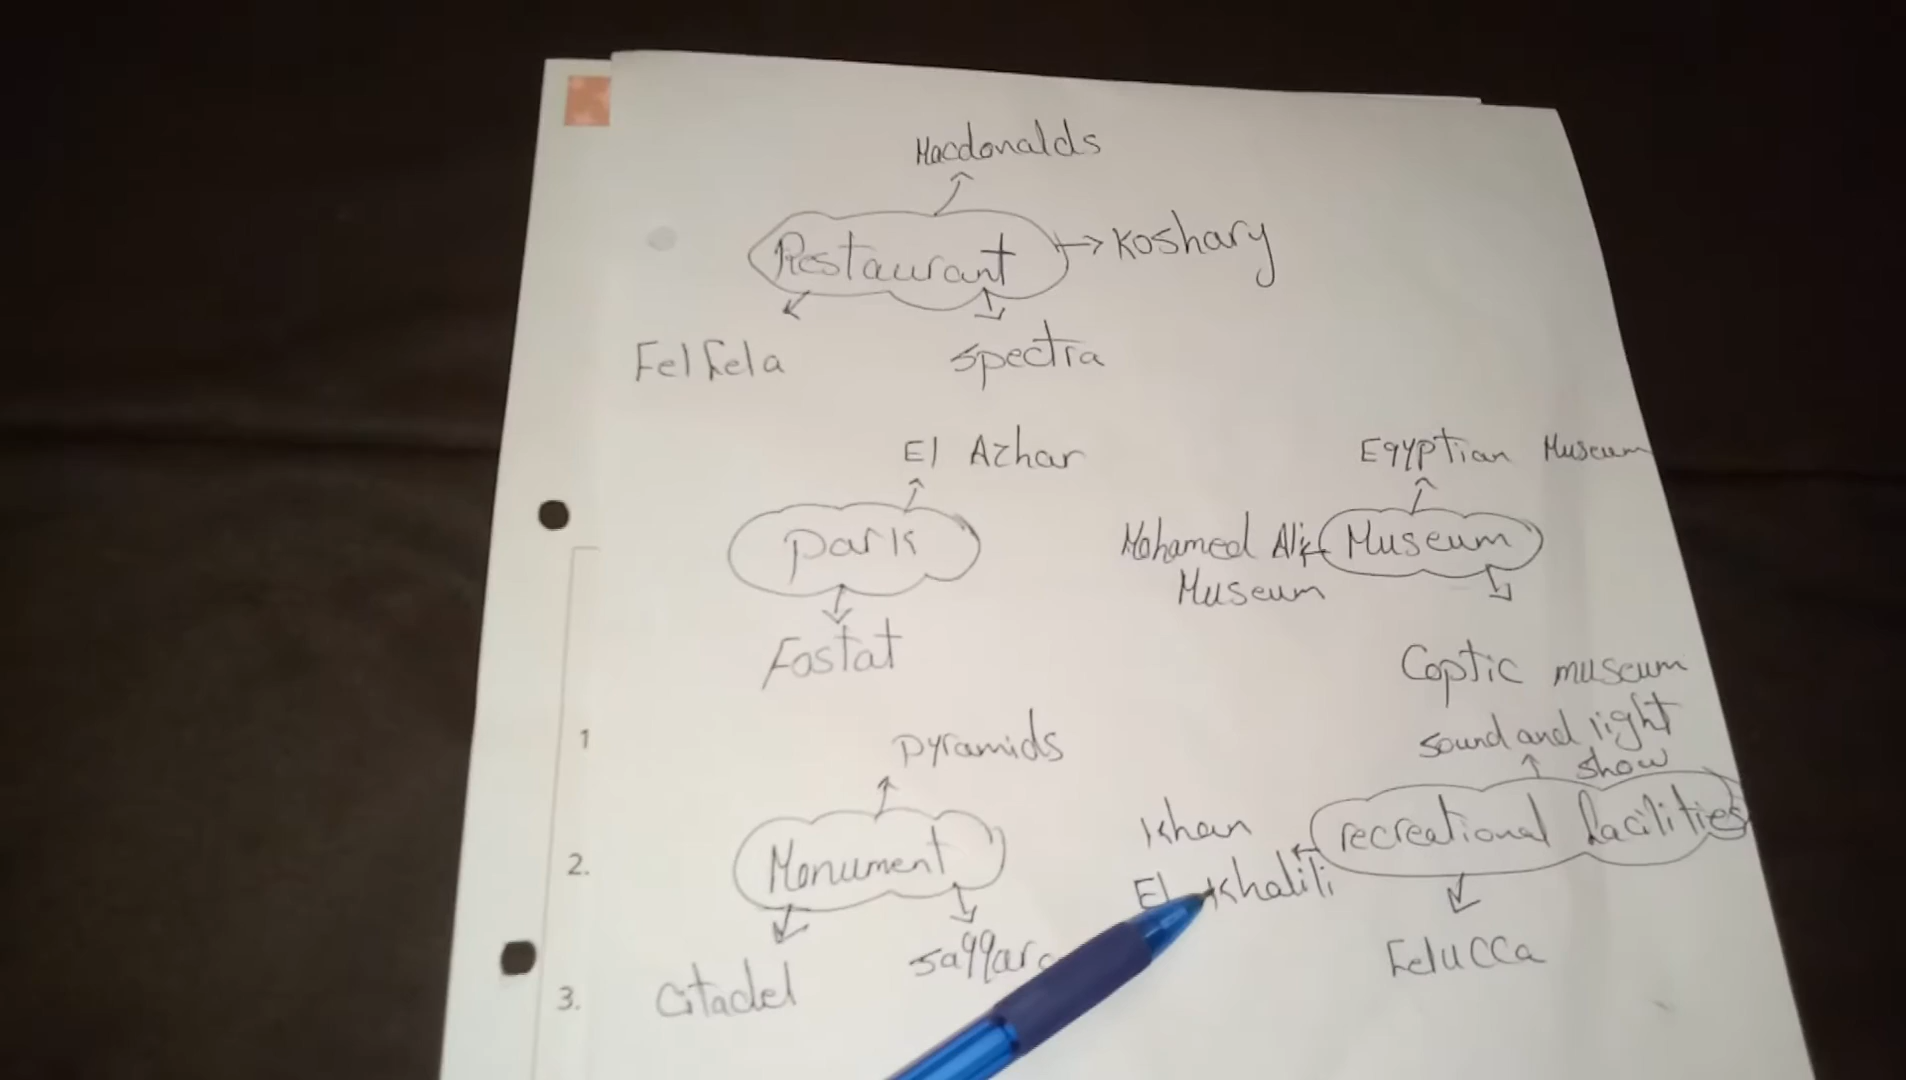 Macdonalds
Restaurant
Koshary
Felfela
spectra
El Azhar
Egyptian Museum
park
Mohamed Ali
Museum
Museum
Fostat
Coptic museum
pyramids
sound and light
show
1
Khan
recreational facilities
Monument
2.
El Khalili
saqqara
Felucca
citadel
3.